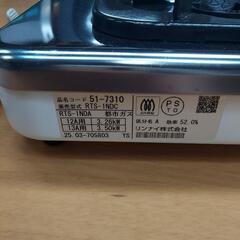 品名コード 51-7310
販売型式 RTS-1NDC
RTS-1NDA 都市ガス
12A用 3.26kW
13A用 3.50kW
25.03-705803 YS
PS
TG
区分名 A 効率 52.0%
リンナイ株式会社